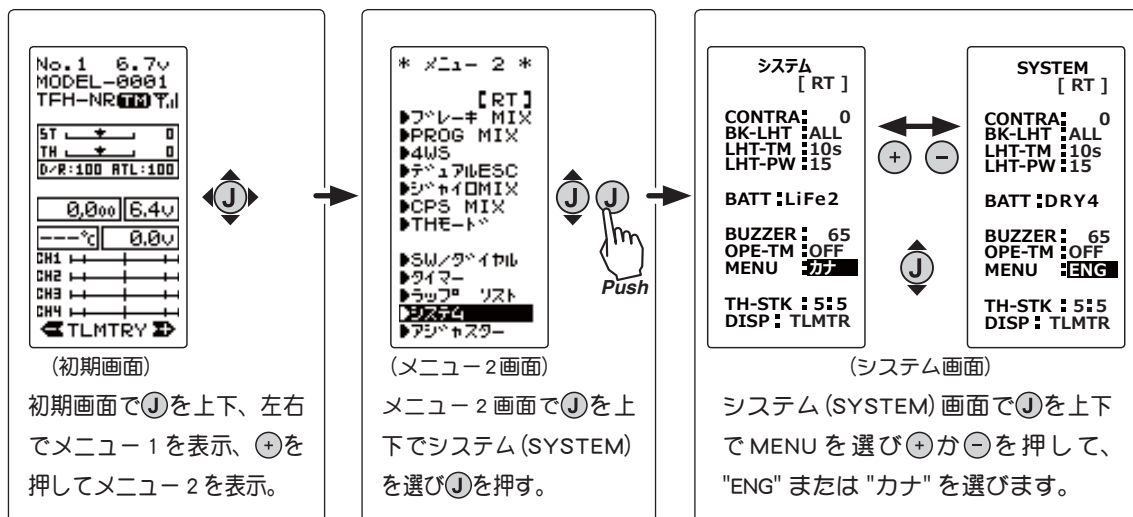 No.1 6.7v
MODEL-0001
TFH-NR TM
ST 0
TH 0
D/R:100 ATL:100
0,000 6.4v
---℃ 0.0v
CH1
CH2
CH3
CH4
TLMTRY
(初期画面)
初期画面でJを上下、左右
でメニュー1を表示、+を
押してメニュー2を表示。
J
* メニュー 2 *
[RT]
ブレーキ MIX
PROG MIX
4WS
デュアルESC
ジャイロMIX
CPS MIX
THモード
SW/ダイヤル
タイマー
ラップ リスト
システム
アジャスター
(メニュー2画面)
メニュー2画面でJを上
下でシステム(SYSTEM)
を選びJを押す。
J J
Push
システム
[ RT ]
CONTRA: 0
BK-LHT :ALL
LHT-TM :10s
LHT-PW :15
BATT :LiFe2
BUZZER: 65
OPE-TM :OFF
MENU :カナ
TH-STK : 5:5
DISP : TLMTR
+ -
J
SYSTEM
[ RT ]
CONTRA: 0
BK-LHT :ALL
LHT-TM :10s
LHT-PW :15
BATT :DRY4
BUZZER: 65
OPE-TM :OFF
MENU :ENG
TH-STK : 5:5
DISP : TLMTR
(システム画面)
システム(SYSTEM)画面でJを上下
でMENUを選び+か-を押して、
"ENG"または"カナ"を選びます。